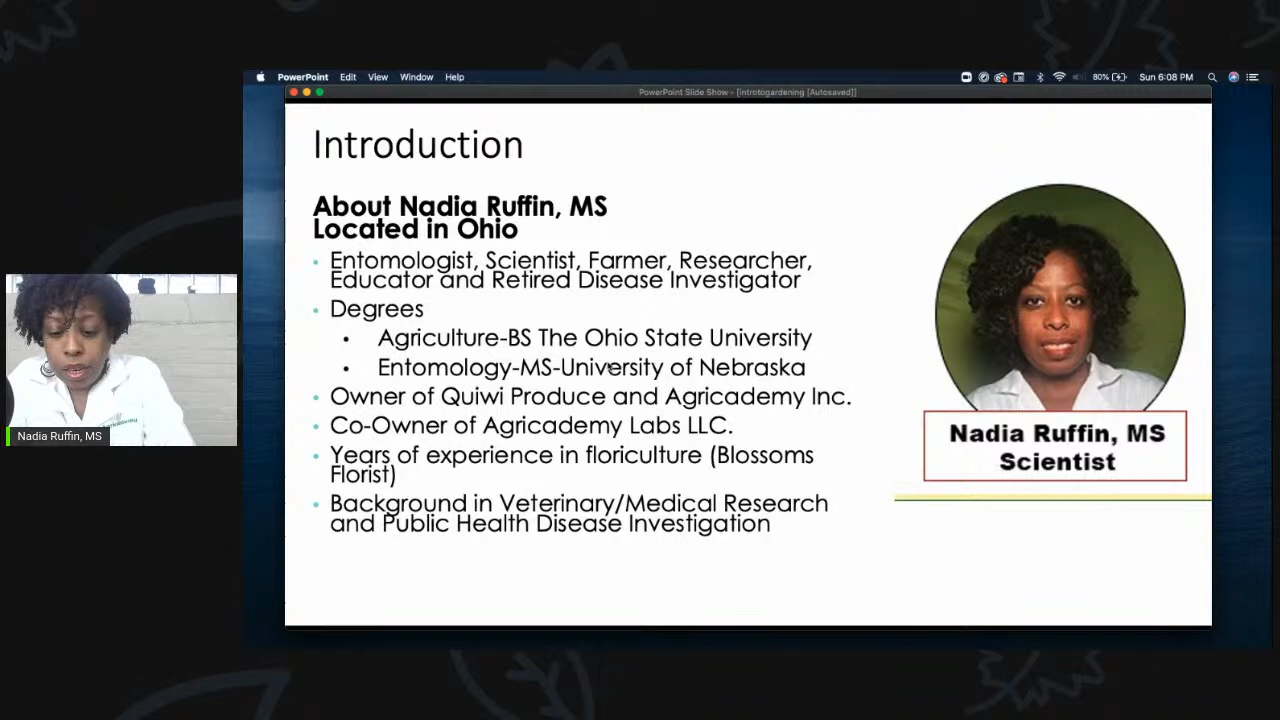 PowerPoint Edit View Window Help 80% Sun 6:08 PM
PowerPoint Slide Show - [introtogardening [Autosaved]]
Introduction
About Nadia Ruffin, MS
Located in Ohio
• Entomologist, Scientist, Farmer, Researcher,
Educator and Retired Disease Investigator
• Degrees
• Agriculture-BS The Ohio State University
• Entomology-MS-University of Nebraska
• Owner of Quiwi Produce and Agricademy Inc.
• Co-Owner of Agricademy Labs LLC.
• Years of experience in floriculture (Blossoms
Florist)
• Background in Veterinary/Medical Research
and Public Health Disease Investigation
Nadia Ruffin, MS
Scientist
Nadia Ruffin, MS